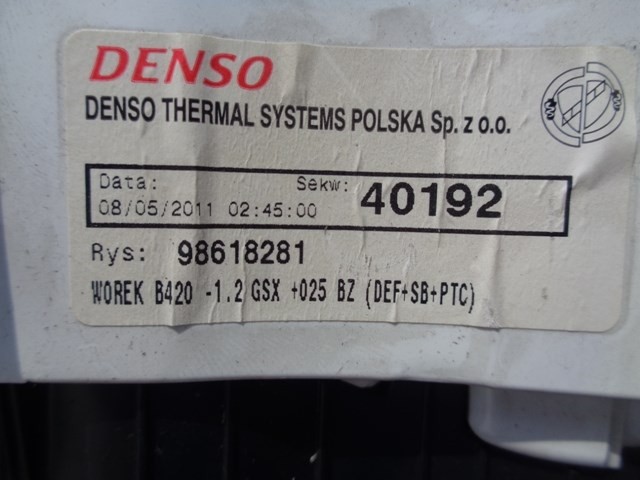 DENSO
DENSO THERMAL SYSTEMS POLSKA Sp. z o.o.
Data: Sekw: 40192
08/05/2011 02:45:00
Rys: 98618281
WOREK B420 -1.2 GSX +025 BZ (DEF+SB+PTC)